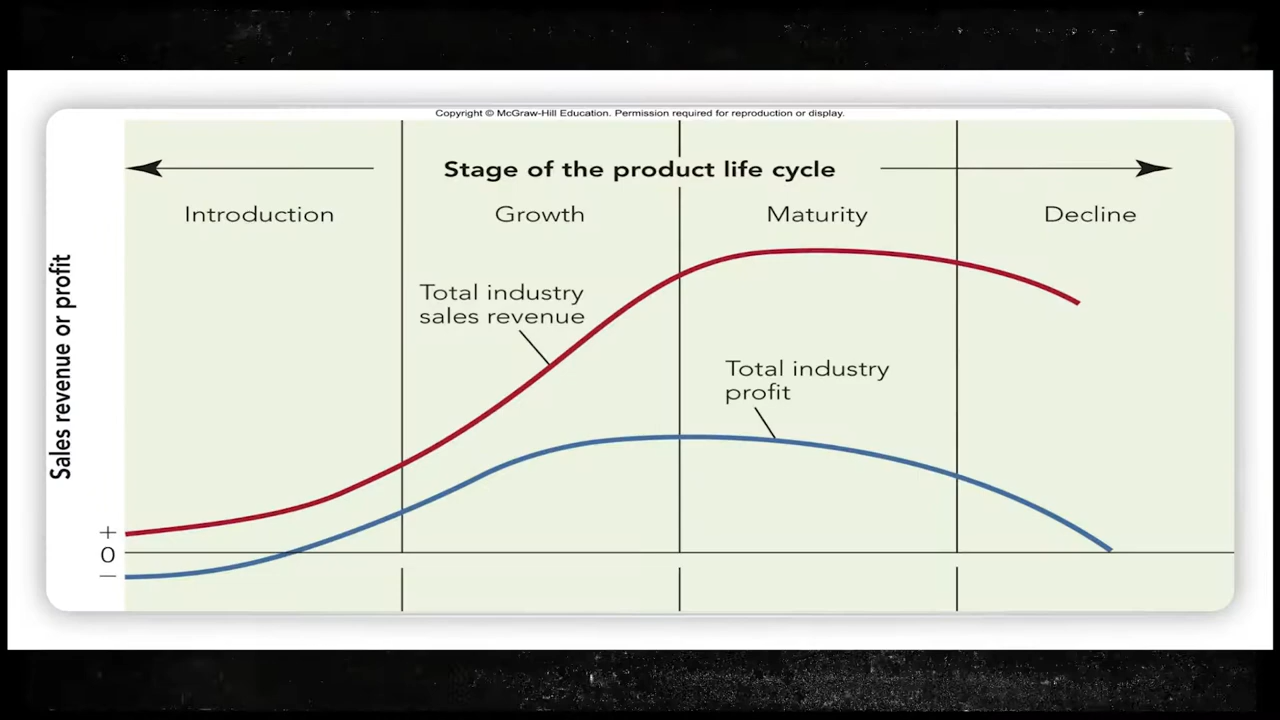 Copyright © McGraw-Hill Education. Permission required for reproduction or display.
Stage of the product life cycle
Introduction
Growth
Maturity
Decline
Sales revenue or profit
Total industry
sales revenue
Total industry
profit
+
0
—